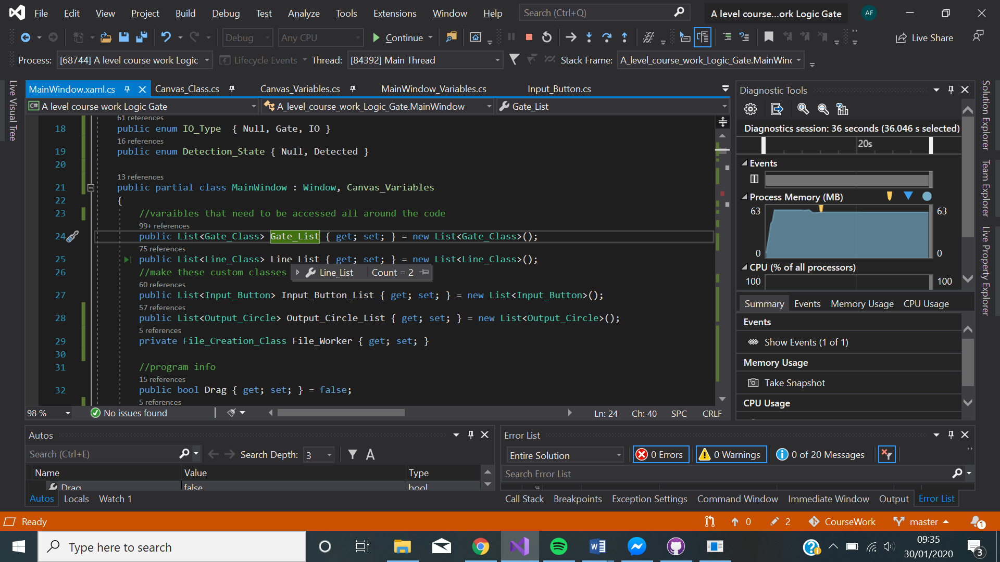 File Edit View Project Build Debug Test Analyze Tools Extensions Window Help Search (Ctrl+Q) A level course...ork Logic Gate AF
Debug Any CPU Continue Live Share
Process: [68744] A level course work Logic Lifecycle Events Thread: [84392] Main Thread Stack Frame: A_level_course_work_Logic_Gate.MainWind
Live Visual Tree
MainWindow.xaml.cs Canvas_Class.cs Canvas_Variables.cs MainWindow_Variables.cs Input_Button.cs
C# A level course work Logic Gate A_level_course_work_Logic_Gate.MainWindow Gate_List
61 references
18 public enum IO_Type { Null, Gate, IO }
16 references
19 public enum Detection_State { Null, Detected }
20
13 references
21 public partial class MainWindow : Window, Canvas_Variables
22 {
23 //varaibles that need to be accessed all around the code
99+ references
24 public List<Gate_Class> Gate_List { get; set; } = new List<Gate_Class>();
75 references
25 public List<Line_Class> Line_List { get; set; } = new List<Line_Class>();
26 //make these custom classes
Line_List Count = 2
60 references
27 public List<Input_Button> Input_Button_List { get; set; } = new List<Input_Button>();
57 references
28 public List<Output_Circle> Output_Circle_List { get; set; } = new List<Output_Circle>();
5 references
29 private File_Creation_Class File_Worker { get; set; }
30
31 //program info
15 references
32 public bool Drag { get; set; } = false;
5 references
98 % No issues found Ln: 24 Ch: 40 SPC CRLF
Diagnostic Tools
Diagnostics session: 36 seconds (36.046 s selected)
20s
Events
Process Memory (MB)
63 63
0 0
CPU (% of all processors)
100 100
Summary Events Memory Usage CPU Usage
Events
Show Events (1 of 1)
Memory Usage
Take Snapshot
CPU Usage
Solution Explorer
Team Explorer
Live Property Explorer
Autos
Search (Ctrl+E) Search Depth: 3
Name Value Type
Drag false bool
Autos Locals Watch 1
Error List
Entire Solution 0 Errors 0 Warnings 0 of 20 Messages
Search Error List
Call Stack Breakpoints Exception Settings Command Window Immediate Window Output Error List
Ready 0 2 CourseWork master 1
Type here to search 09:35
30/01/2020 3